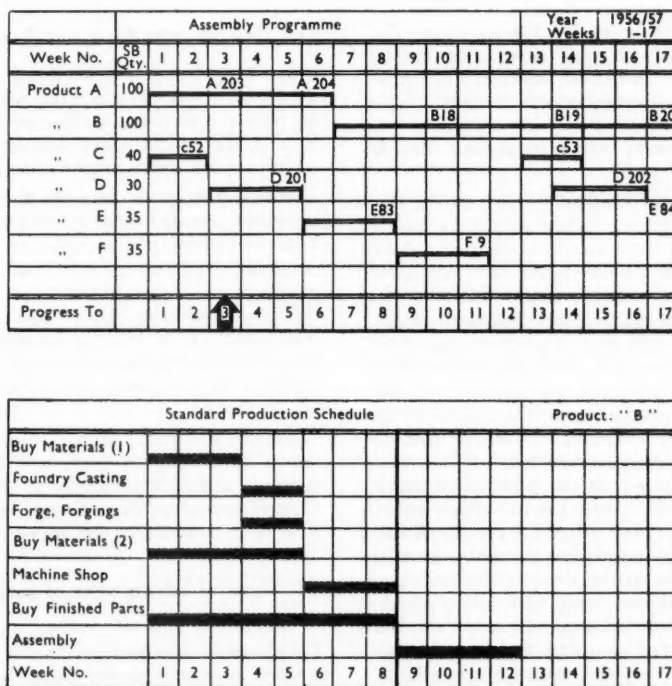 Assembly Programme Year Weeks 1956/57 1–17
Week No. SB Qty. 1 2 3 4 5 6 7 8 9 10 11 12 13 14 15 16 17
Product A 100 A 203 A 204
,, B 100 B18 B19 B20
,, C 40 c52 c53
,, D 30 D 201 D 202
,, E 35 E83 E 84
,, F 35 F 9
Progress To 1 2 3 4 5 6 7 8 9 10 11 12 13 14 15 16 17
Standard Production Schedule Product. "B"
Buy Materials (1)
Foundry Casting
Forge, Forgings
Buy Materials (2)
Machine Shop
Buy Finished Parts
Assembly
Week No. 1 2 3 4 5 6 7 8 9 10 11 12 13 14 15 16 17